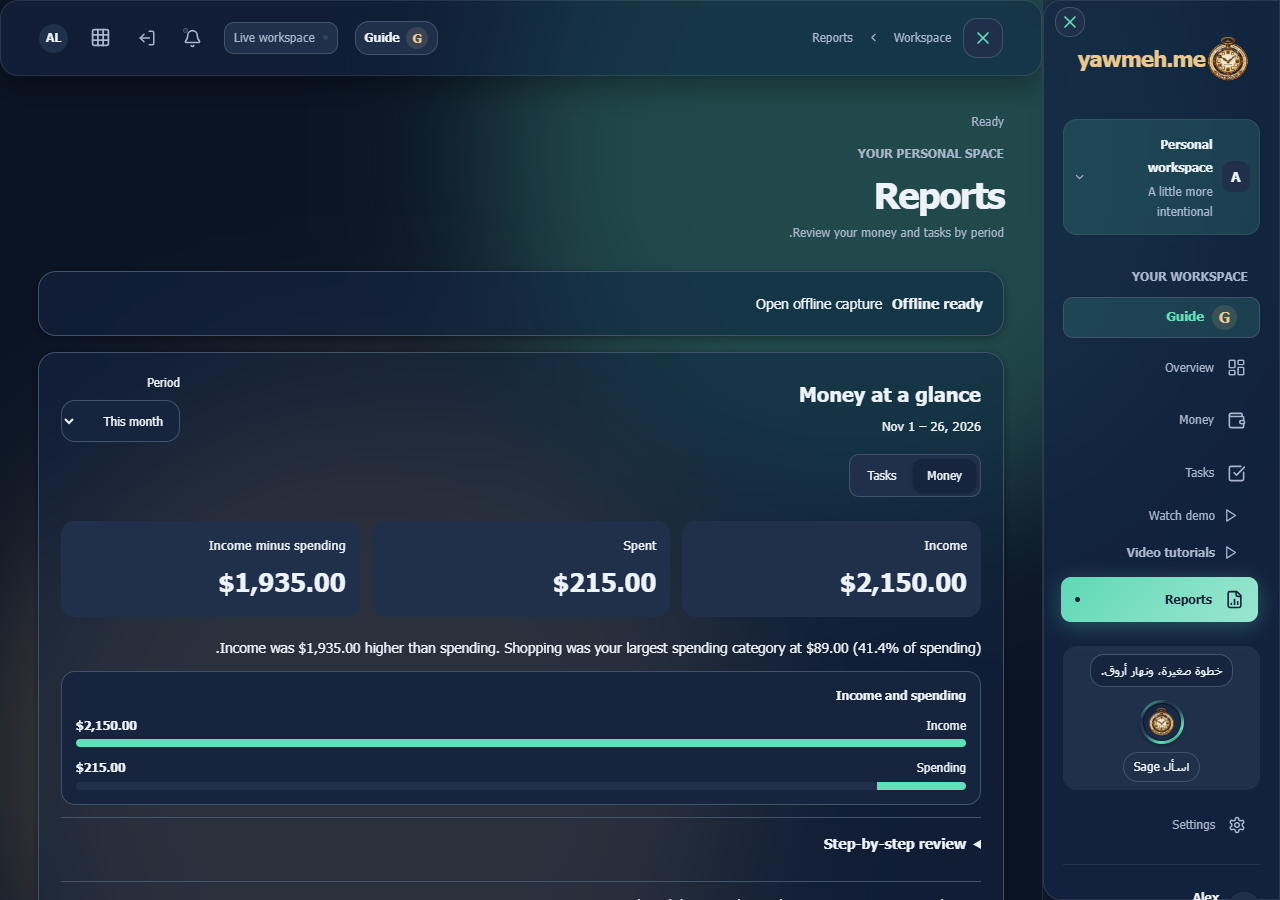 AL
Live workspace
Guide G
Reports
Workspace
yawmeh.me
Personal workspace
A little more intentional
A
YOUR WORKSPACE
Guide G
Overview
Money
Tasks
Watch demo
Video tutorials
Reports
خطوة صغيرة، ونهار أروق.
اسأل Sage
Settings
Alex
Ready
YOUR PERSONAL SPACE
Reports
.Review your money and tasks by period
Open offline capture Offline ready
Period
This month
Money at a glance
Nov 1 – 26, 2026
Tasks Money
Income minus spending
$1,935.00
Spent
$215.00
Income
$2,150.00
.Income was $1,935.00 higher than spending. Shopping was your largest spending category at $89.00 (41.4% of spending)
Income and spending
$2,150.00 Income
$215.00 Spending
Step-by-step review